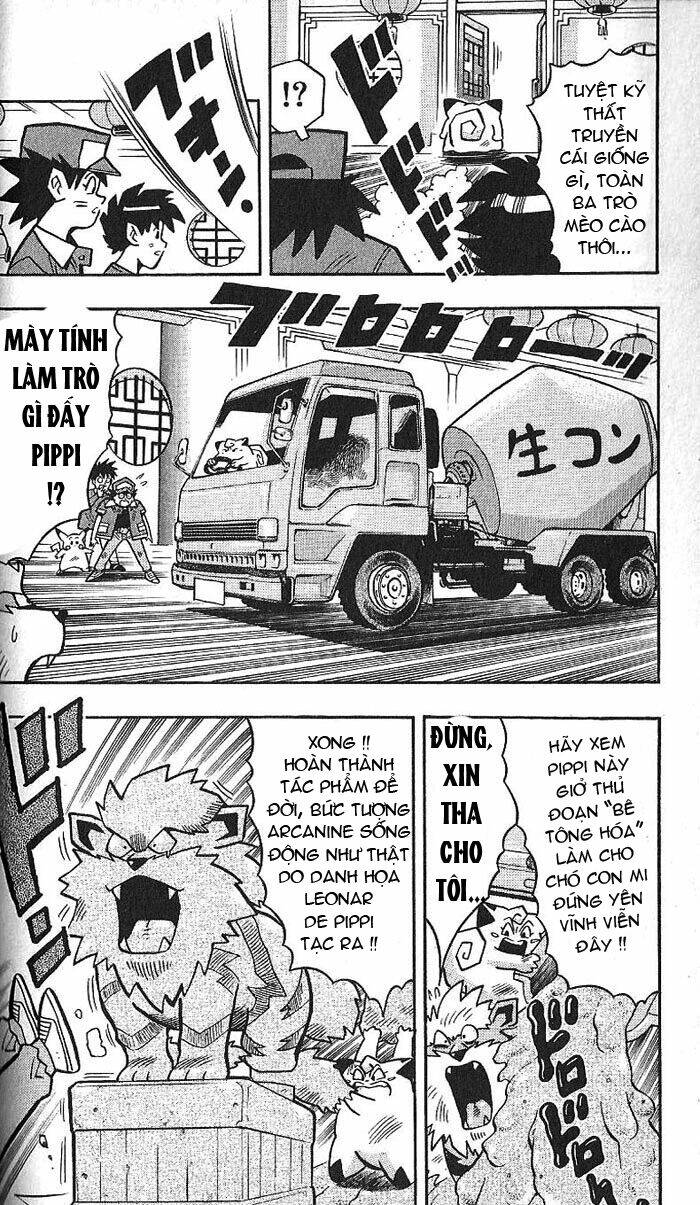 TUYỆT KỸ
THẤT
TRUYỀN
CÁI GIỐNG
GÌ, TOÀN
BA TRÒ
MÈO CÀO
THÔI...
!?
ドドド
ブオオン.
ブロロロローッ
MÀY TÍNH
LÀM TRÒ
GÌ ĐẤY
PIPPI
!?
生コン
HÃY XEM
PIPPI NÀY
GIỞ THỦ
ĐOẠN "BÊ
TÔNG HÓA"
LÀM CHO
CHÓ CON MI
ĐÚNG YÊN
VĨNH VIỄN
ĐÂY !!
ĐỪNG,
XIN
THA
CHO
TÔI...
ドロドロ
XONG !!
HOÀN THÀNH
TÁC PHẨM ĐỂ
ĐỜI, BỨC TƯỢNG
ARCANINE SỐNG
ĐỘNG NHƯ THẬT
DO DANH HỌA
LEONAR
DE PIPPI
TẠC RA !!